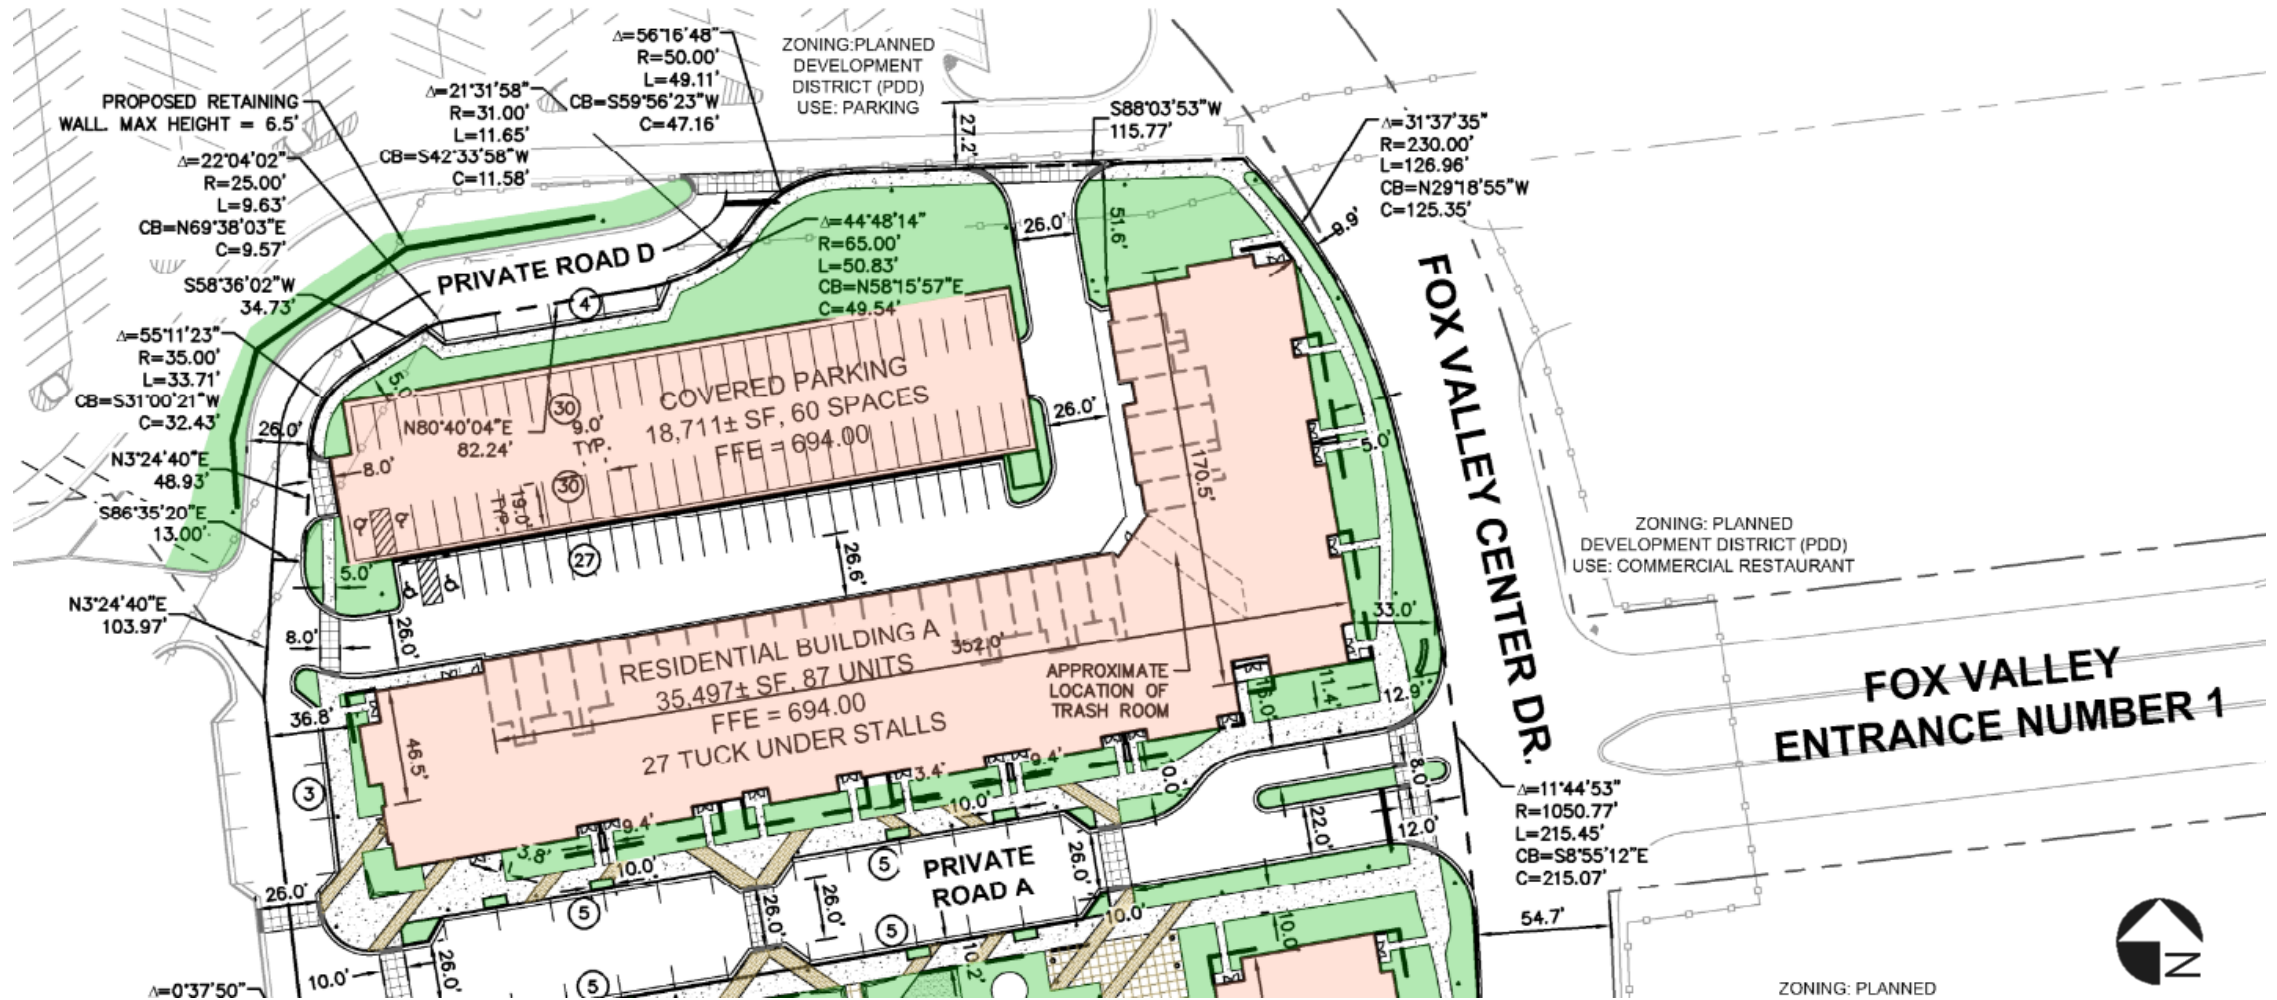 Δ=56°16'48"
R=50.00'
L=49.11'
CB=S59°56'23"W
C=47.16'
ZONING:PLANNED
DEVELOPMENT
DISTRICT (PDD)
USE: PARKING
Δ=21°31'58"
R=31.00'
L=11.65'
CB=S42°33'58"W
C=11.58'
PROPOSED RETAINING
WALL. MAX HEIGHT = 6.5'
27.2'
S88°03'53"W
115.77'
Δ=31°37'35"
R=230.00'
L=126.96'
CB=N29°18'55"W
C=125.35'
Δ=22°04'02"
R=25.00'
L=9.63'
CB=N69°38'03"E
C=9.57'
9.9'
51.6'
26.0'
Δ=44°48'14"
R=65.00'
L=50.83'
CB=N58°15'57"E
C=49.54'
PRIVATE ROAD D
4
S58°36'02"W
34.73'
Δ=55°11'23"
R=35.00'
L=33.71'
CB=S31°00'21"W
C=32.43'
5.0'
COVERED PARKING
18,711± SF, 60 SPACES
FFE = 694.00
30
9.0'
TYP.
N80°40'04"E
82.24'
26.0'
26.0'
8.0'
30
19.0'
TYP.
170.5'
5.0'
FOX VALLEY CENTER DR.
N3°24'40"E
48.93'
S86°35'20"E
13.00'
27
26.6'
5.0'
ZONING: PLANNED
DEVELOPMENT DISTRICT (PDD)
USE: COMMERCIAL RESTAURANT
N3°24'40"E
103.97'
8.0'
26.0'
33.0'
RESIDENTIAL BUILDING A
35,497± SF, 87 UNITS
FFE = 694.00
27 TUCK UNDER STALLS
352.0'
APPROXIMATE
LOCATION OF
TRASH ROOM
11.4'
12.9'
36.8'
46.5'
FOX VALLEY
ENTRANCE NUMBER 1
3
9.4'
3.4'
10.0'
8.0'
Δ=11°44'53"
R=1050.77'
L=215.45'
CB=S8°55'12"E
C=215.07'
22.0'
12.0'
9.4'
3.8'
10.0'
5
PRIVATE
ROAD A
26.0'
26.0'
5
26.0'
26.0'
5
10.0'
10.0'
54.7'
10.0'
26.0'
10.2'
5
Δ=0°37'50"
N
ZONING: PLANNED